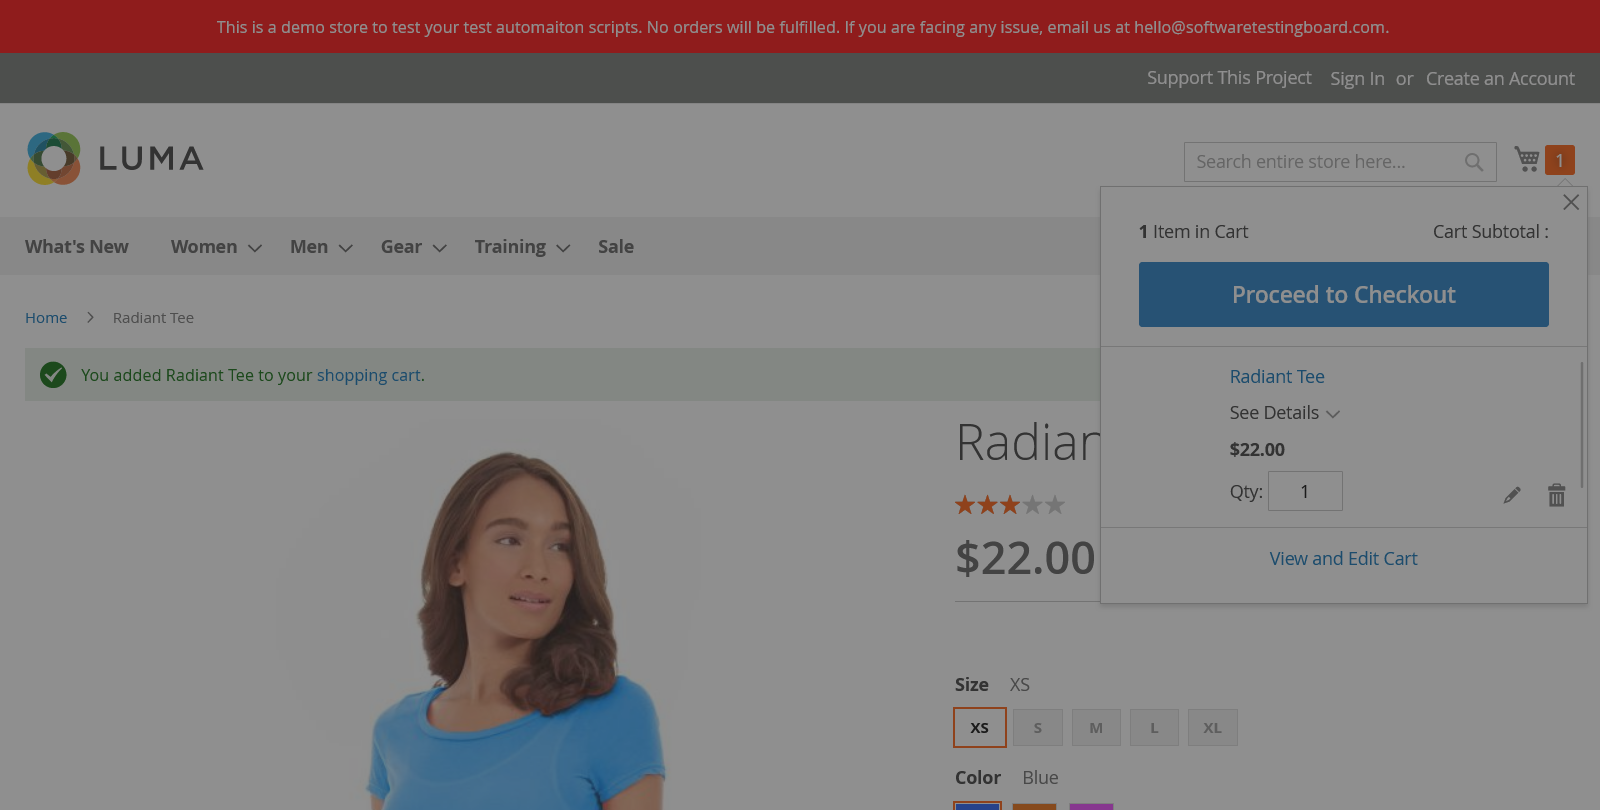 This is a demo store to test your test automaiton scripts. No orders will be fulfilled. If you are facing any issue, email us at hello@softwaretestingboard.com.
Support This Project Sign In or Create an Account
LUMA
Search entire store here...
1
What's New Women Men Gear Training Sale
1 Item in Cart Cart Subtotal :
Proceed to Checkout
Home Radiant Tee
You added Radiant Tee to your shopping cart.
Radiant Tee
See Details
$22.00
Qty: 1
View and Edit Cart
Radian
$22.00
Size XS
XS S M L XL
Color Blue